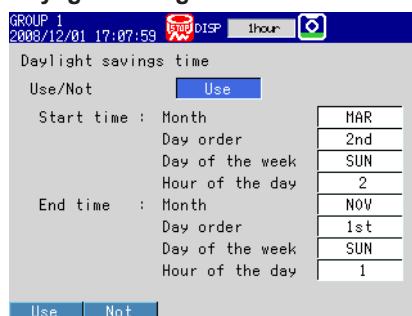 GROUP 1
2008/12/01 17:07:59 STOP DISP 1hour
Daylight savings time
Use/Not Use
Start time : Month MAR
Day order 2nd
Day of the week SUN
Hour of the day 2
End time : Month NOV
Day order 1st
Day of the week SUN
Hour of the day 1
Use Not